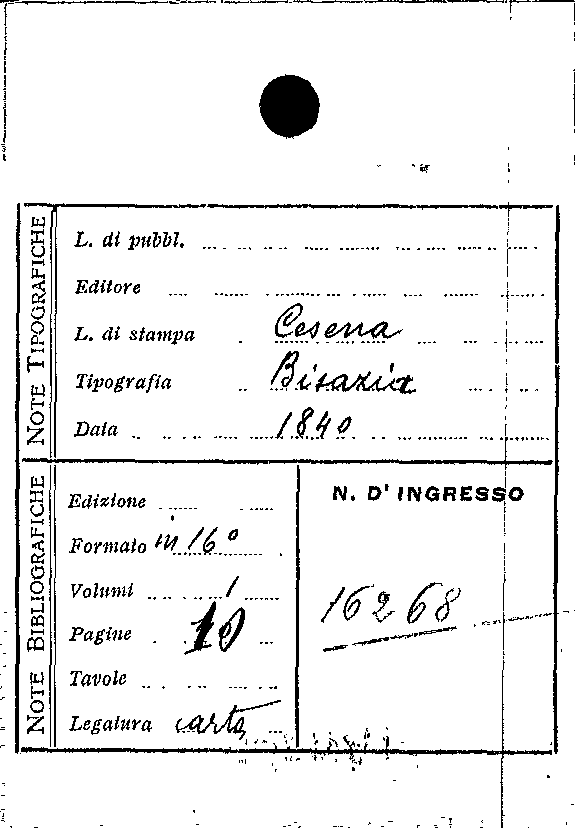 NOTE TIPOGRAFICHE
L. di pubbl.
Editore
L. di stampa Cesena
Tipografia Bisazia
Data 1840
NOTE BIBLIOGRAFICHE
Edizione
Formato in 16°
Volumi 1
Pagine 10
Tavole
Legatura carta
N. D'INGRESSO
16268